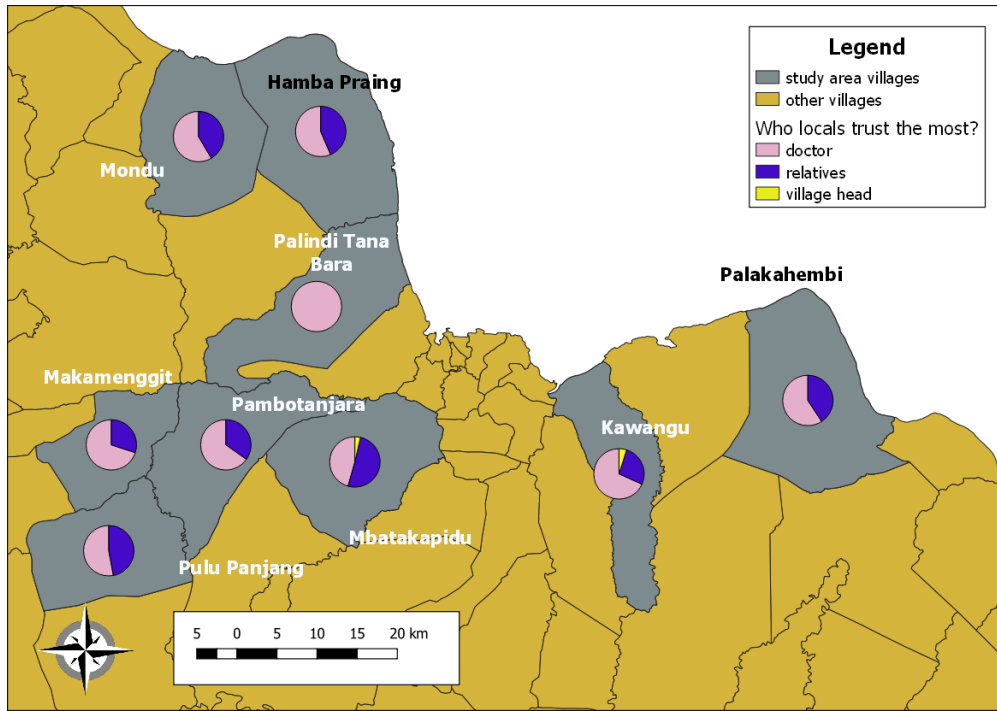 Legend
study area villages
other villages
Who locals trust the most?
doctor
relatives
village head
Hamba Praing
Mondu
Palindi Tana
Bara
Palakahembi
Makamenggit
Pambotanjara
Kawangu
Mbatakapidu
Pulu Panjang
5 0 5 10 15 20 km